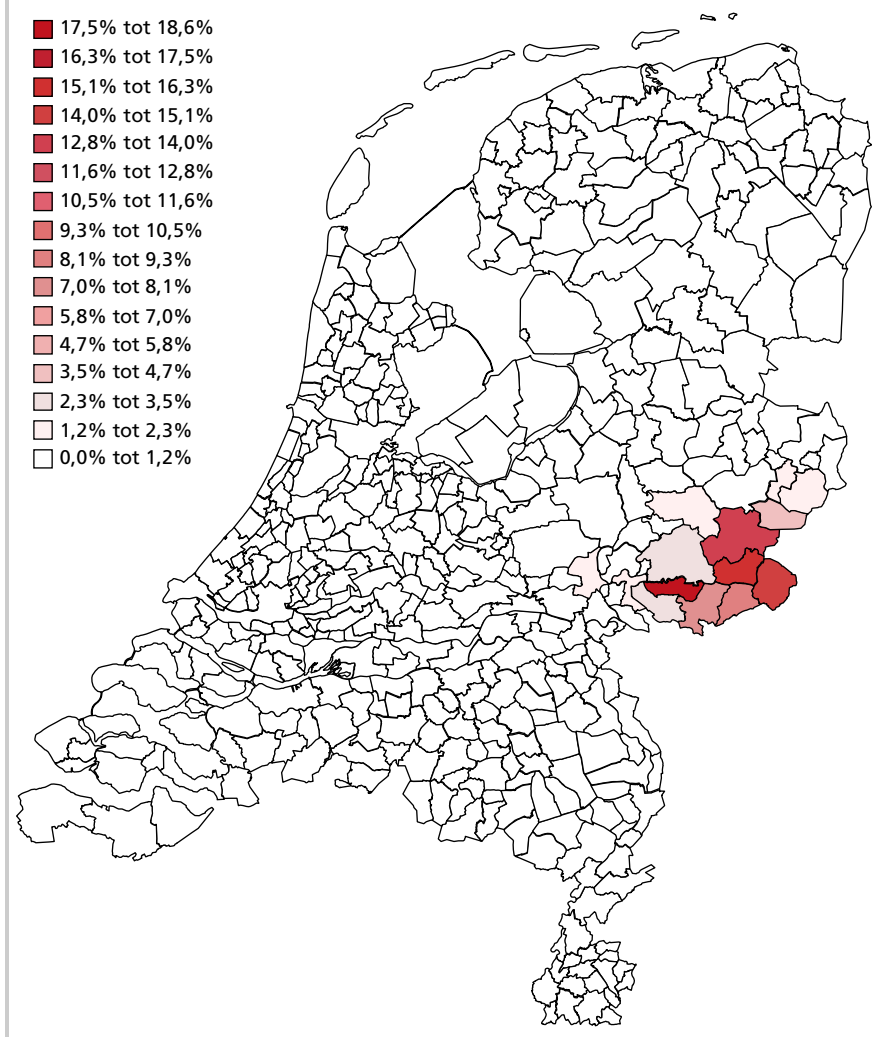 17,5% tot 18,6%
16,3% tot 17,5%
15,1% tot 16,3%
14,0% tot 15,1%
12,8% tot 14,0%
11,6% tot 12,8%
10,5% tot 11,6%
9,3% tot 10,5%
8,1% tot 9,3%
7,0% tot 8,1%
5,8% tot 7,0%
4,7% tot 5,8%
3,5% tot 4,7%
2,3% tot 3,5%
1,2% tot 2,3%
0,0% tot 1,2%